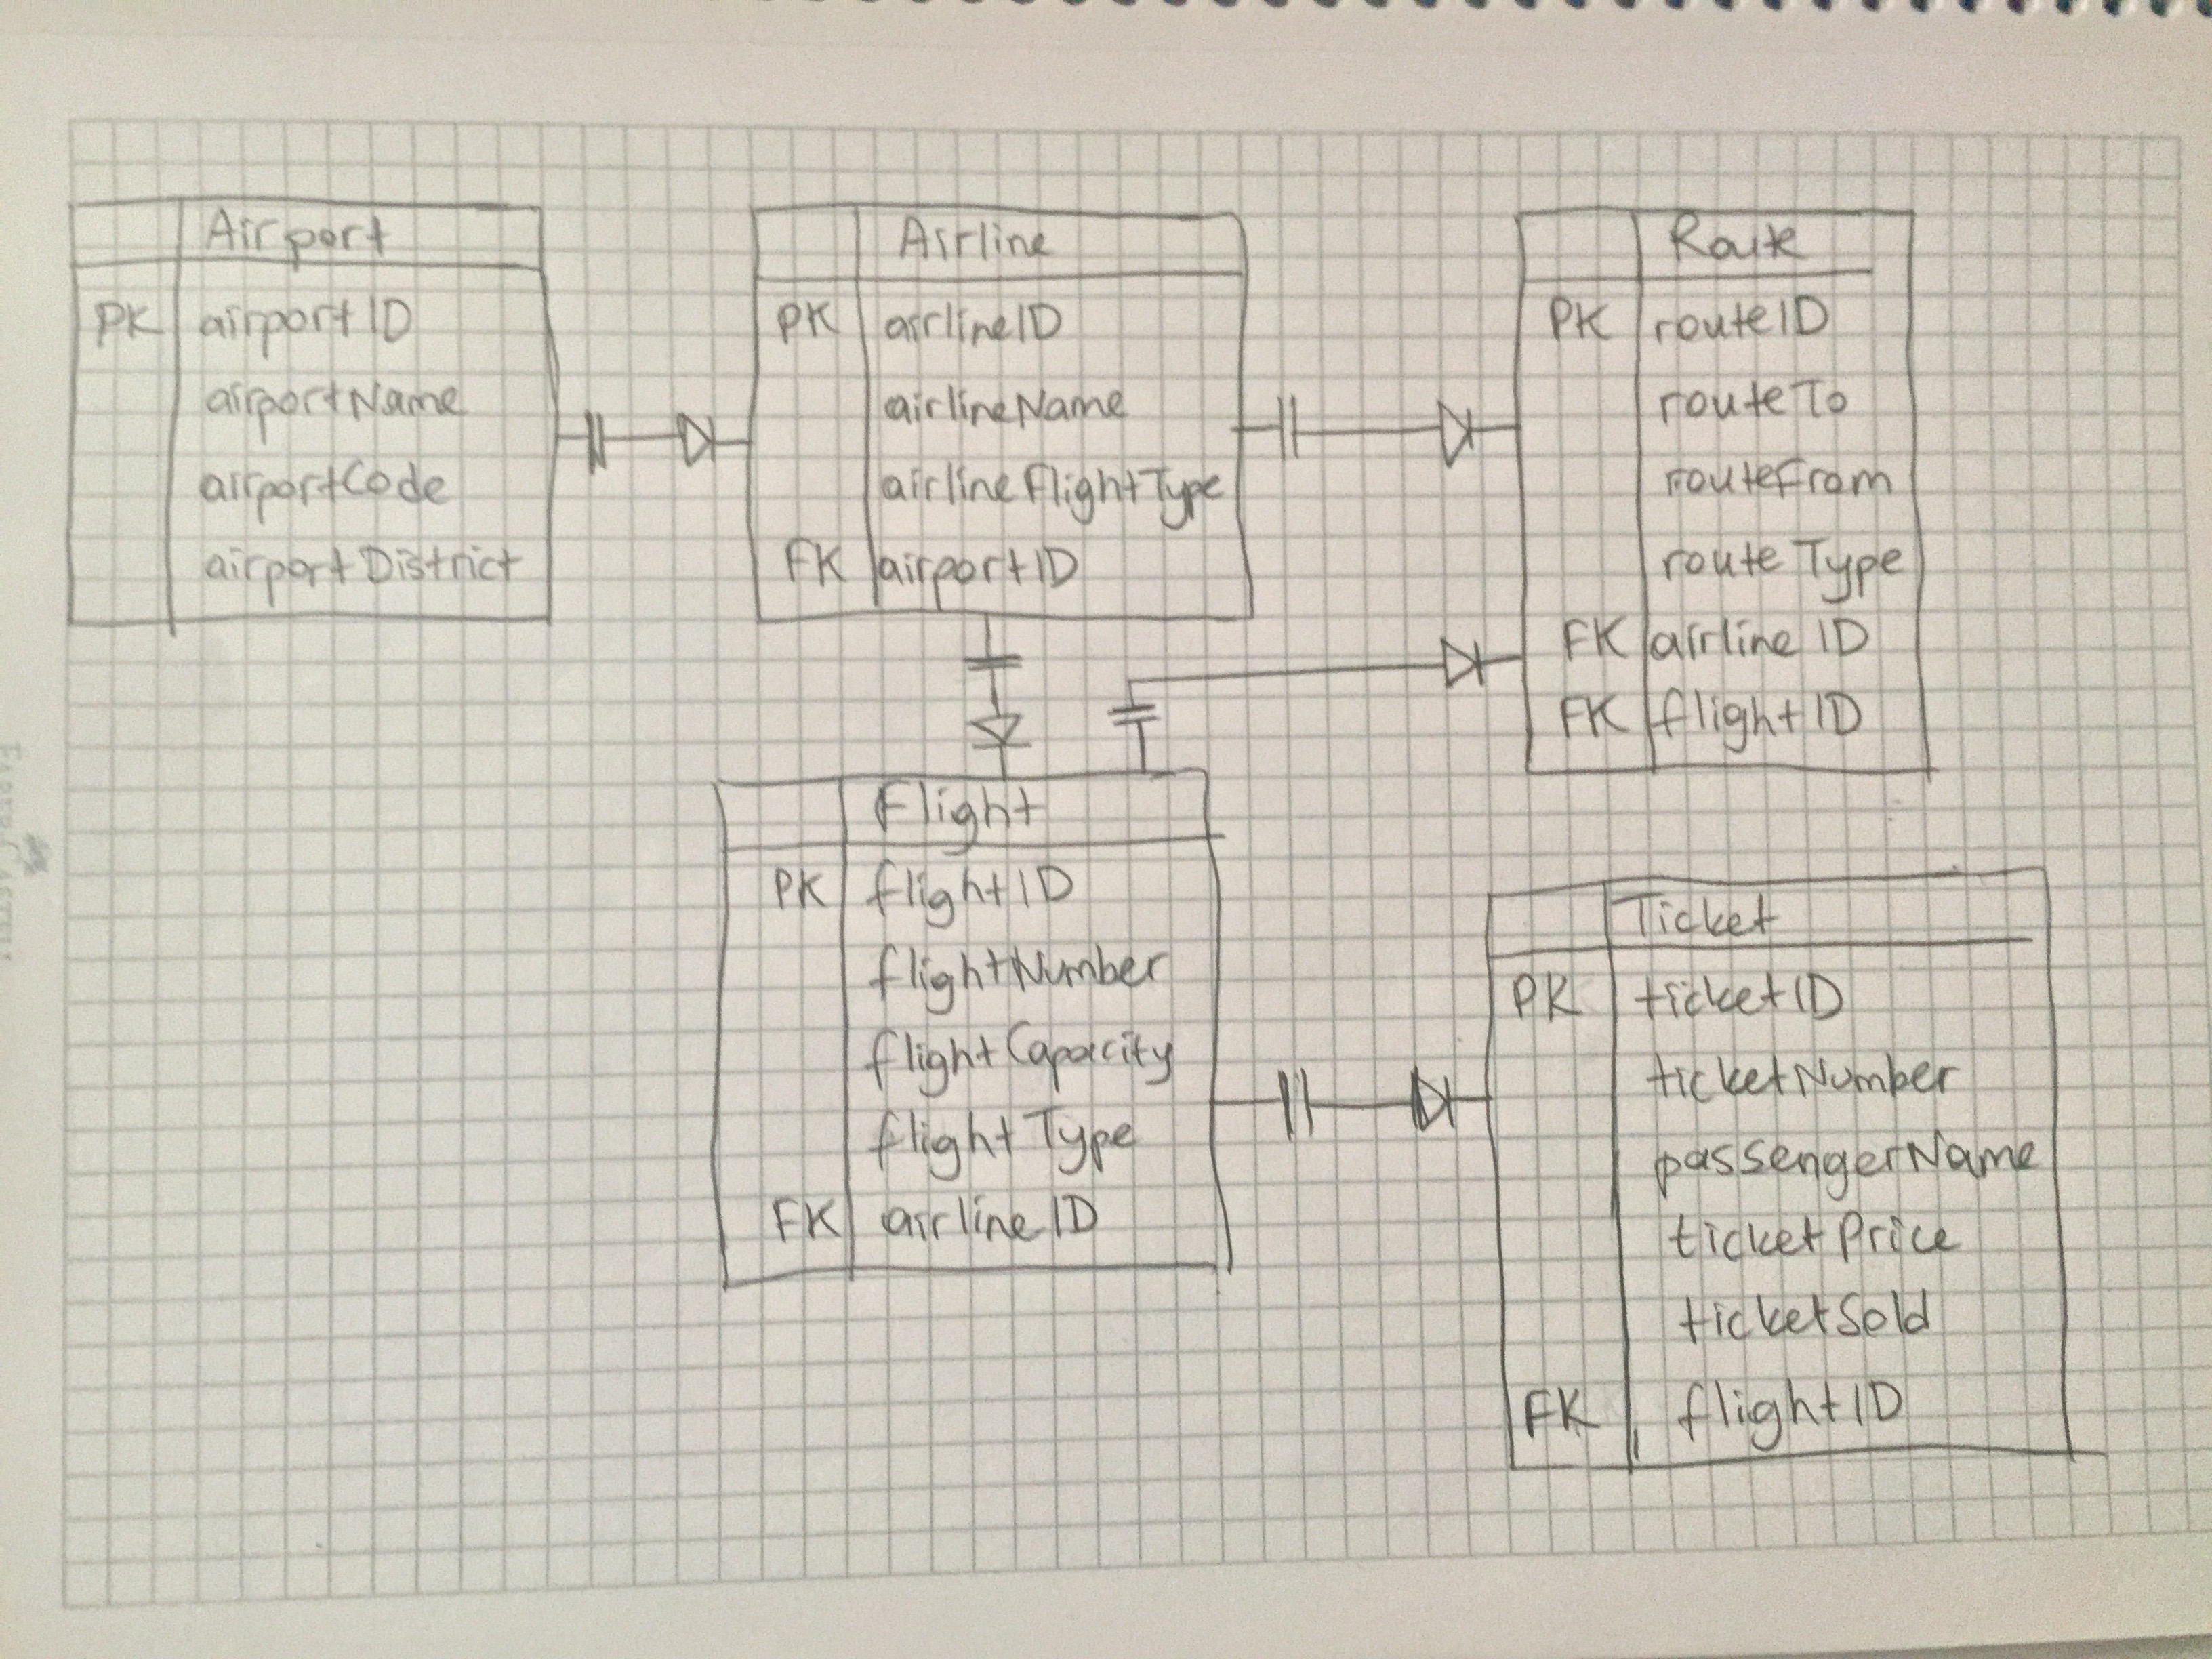 FABER-CASTELL
Airport
PK airportID
airportName
airportCode
airportDistrict
Airline
PK airlineID
airlineName
airlineFlightType
FK airportID
Route
PK routeID
routeTo
routeFrom
routeType
FK airlineID
FK flightID
Flight
PK flightID
flightNumber
flightCapacity
flightType
FK airlineID
Ticket
PK ticketID
ticketNumber
passengerName
ticketPrice
ticketSold
FK flightID